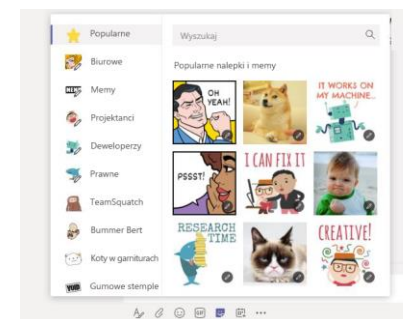 Popularne
Biurowe
Memy
Projektanci
Deweloperzy
Prawne
TeamSquatch
Bummer Bert
Koty w garniturach
Gumowe stemple
Wyszukaj
Popularne nalepki i memy
OH
YEAH!
IT WORKS ON
MY MACHINE...
PSSST!
I CAN FIX IT
RESEARCH
TIME
CREATIVE!
GIF